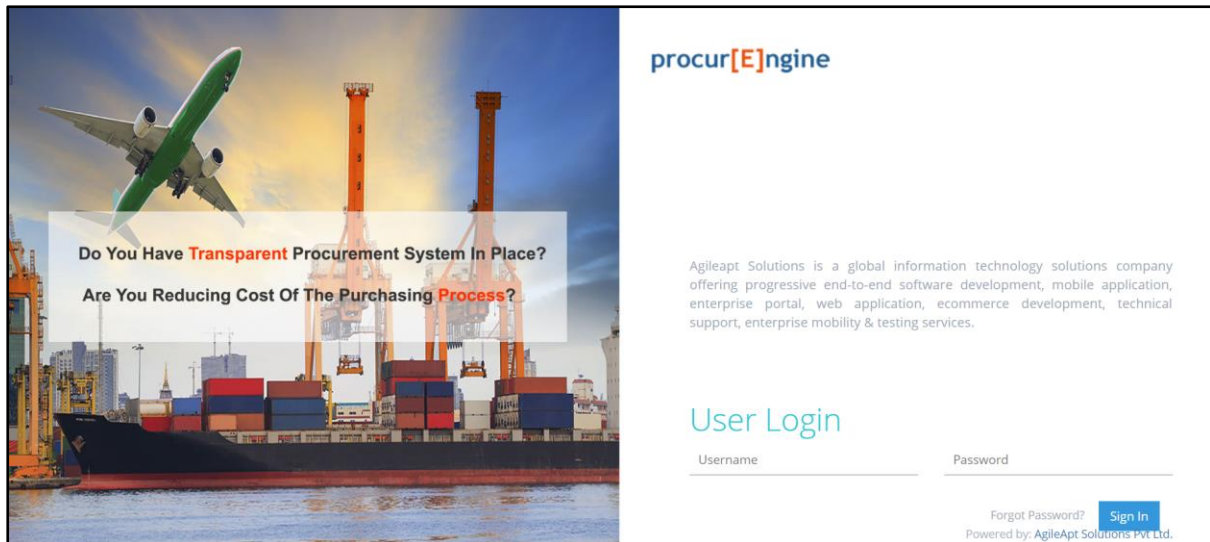 Do You Have Transparent Procurement System In Place?
Are You Reducing Cost Of The Purchasing Process?
procur[E]ngine
Agileapt Solutions is a global information technology solutions company
offering progressive end-to-end software development, mobile application,
enterprise portal, web application, ecommerce development, technical
support, enterprise mobility & testing services.
User Login
Username
Password
Forgot Password?
Sign In
Powered by: AgileApt Solutions Pvt Ltd.